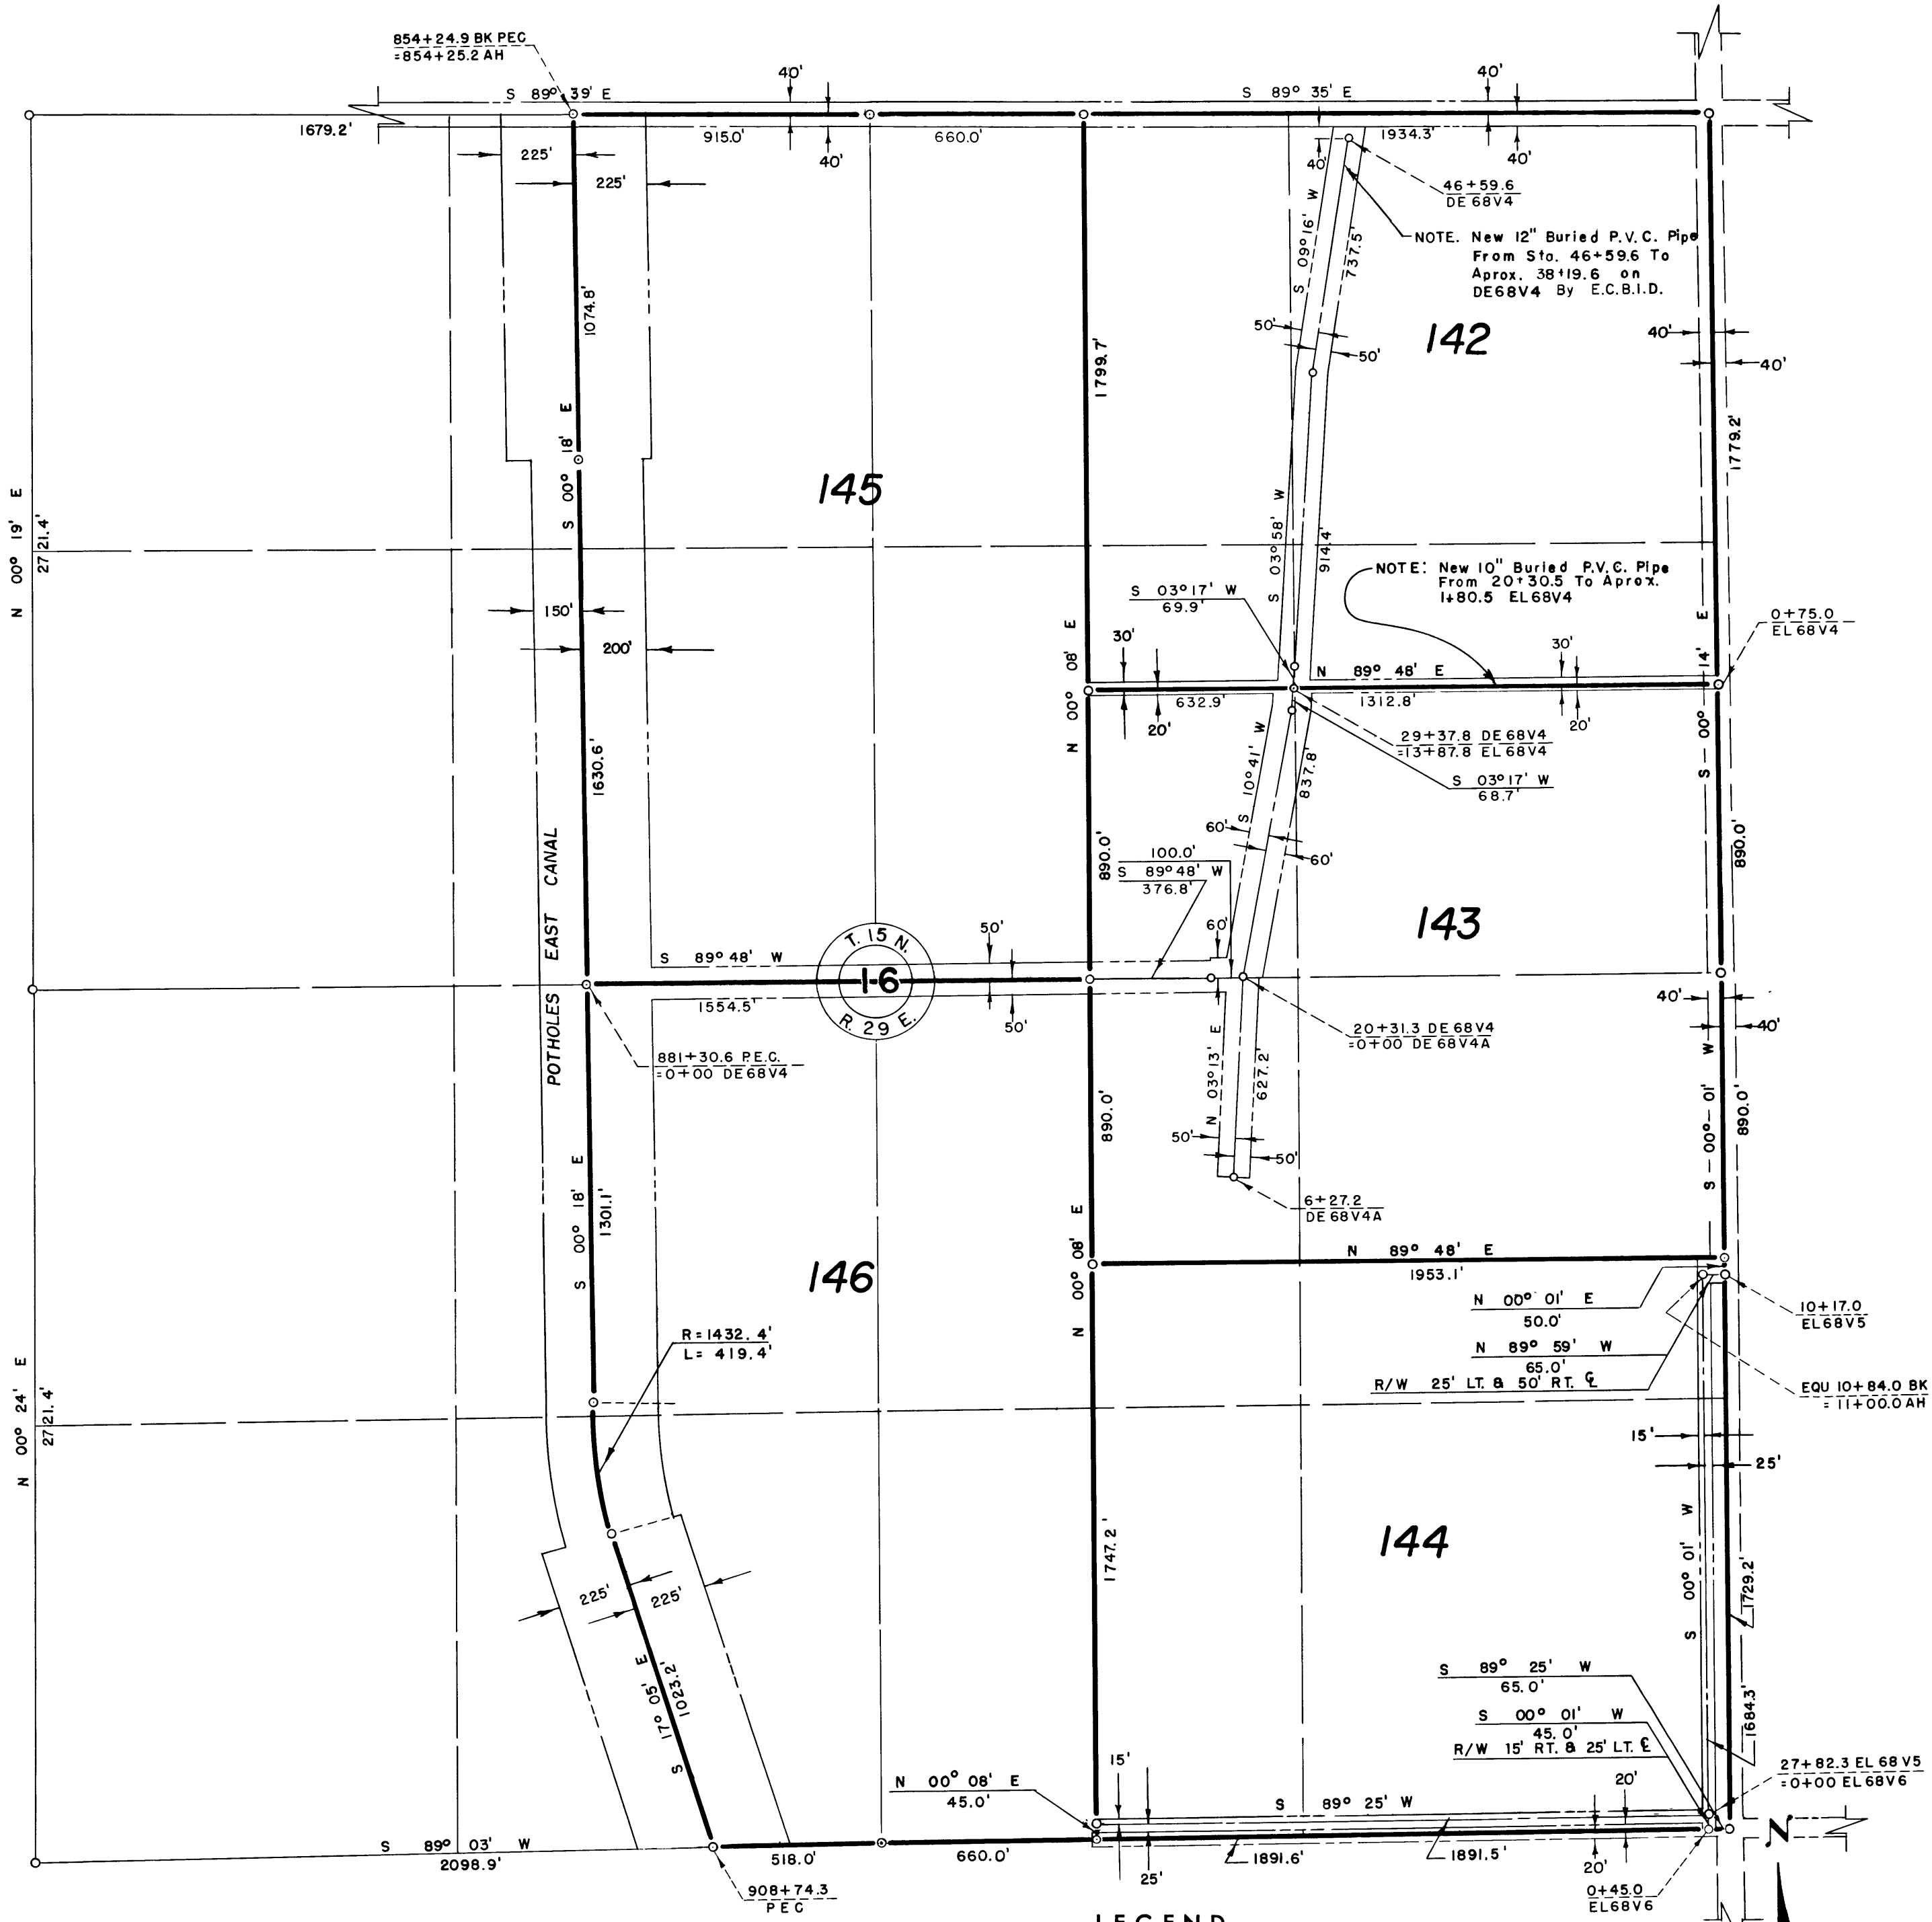 854+24.9 BK PEC
=854+25.2 AH
S 89° 39' E
40'
S 89° 35' E
40'
1679.2'
915.0'
40'
660.0'
1934.3'
40'
40'
225'
225'
46+59.6
DE 68V4
NOTE. New 12" Buried P.V.C. Pipe
From Sta. 46+59.6 To
Aprox. 38+19.6 on
DE68V4 By E.C.B.I.D.
S 09°16' W
737.5'
1074.8'
S 00° 18' E
1799.7'
50'
50'
142
40'
40'
1779.2'
145
N 00° 19' E
2721.4'
S 03°58' W
914.4'
NOTE: New 10" Buried P.V.C. Pipe
From 20+30.5 To Aprox.
1+80.5 EL68V4
S 03°17' W
69.9'
0+75.0
EL 68V4
150'
200'
30'
N 89° 48' E
30'
632.9'
20'
1312.8'
20'
N 00° 08' E
S 00° 14' E
29+37.8 DE 68V4
=13+87.8 EL 68V4
S 03°17' W
68.7'
1630.6'
S 10°41' W
837.8'
POTHOLES EAST CANAL
890.0'
60'
60'
890.0'
100.0'
S 89°48' W
376.8'
143
S 89° 48' W
50'
60'
T. 15 N.
16
R. 29 E.
1554.5'
50'
40'
40'
881+30.6 P.E.C.
=0+00 DE68V4
20+31.3 DE 68V4
=0+00 DE 68V4A
N 03°13' E
627.2'
S 00° 01' W
890.0'
890.0'
50'
50'
6+27.2
DE 68V4A
S 00° 18' E
1301.1'
N 00° 08' E
146
N 89° 48' E
1953.1'
N 00° 01' E
50.0'
10+17.0
EL68V5
N 89° 59' W
65.0'
R/W 25' LT. & 50' RT. ℄
EQU 10+84.0 BK
= 11+00.0 AH
R=1432.4'
L= 419.4'
N 00° 24' E
2721.4'
15'
25'
1747.2'
144
S 00° 01' W
1729.2'
225'
225'
S 17° 05' E
1023.2'
S 89° 25' W
65.0'
S 00° 01' W
45.0'
R/W 15' RT. & 25' LT. ℄
1684.3'
27+82.3 EL 68V5
=0+00 EL68V6
N 00° 08' E
45.0'
15'
S 89° 25' W
20'
N
S 89° 03' W
2098.9'
518.0'
660.0'
25'
1891.6'
1891.5'
20'
908+74.3
PEC
0+45.0
EL68V6
LEGEND